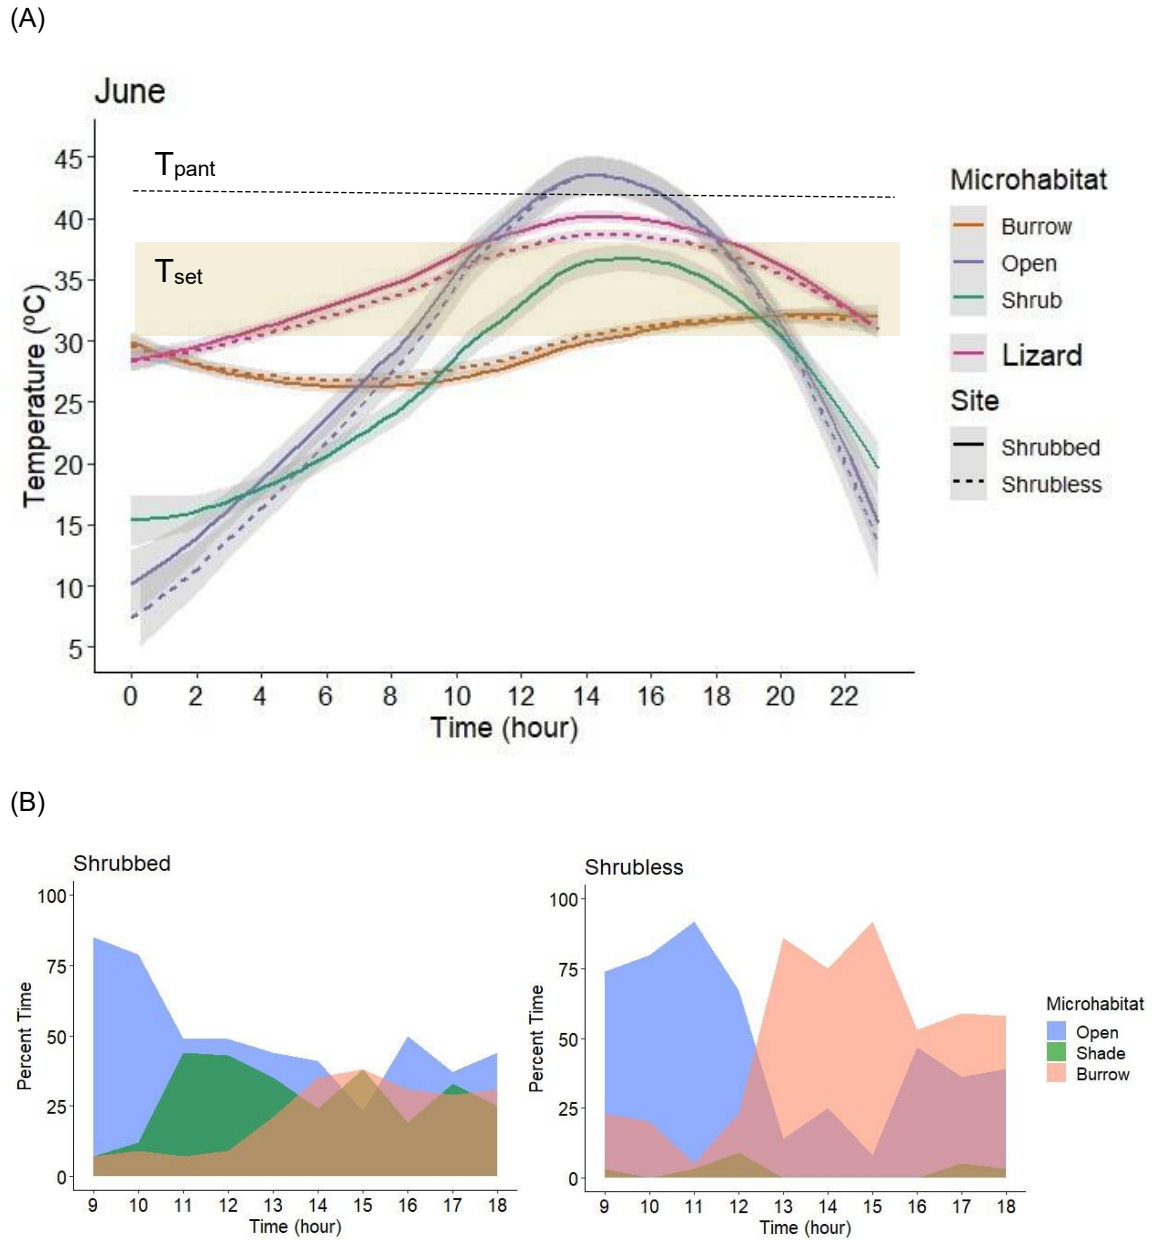 (A)
June
Tpant
Tset
45
40
35
30
25
20
15
10
5
Temperature (ºC)
0 2 4 6 8 10 12 14 16 18 20 22
Time (hour)
Microhabitat
Burrow
Open
Shrub
Lizard
Site
Shrubbed
Shrubless
(B)
Shrubbed
100
75
50
25
0
Percent Time
9 10 11 12 13 14 15 16 17 18
Time (hour)
Shrubless
100
75
50
25
0
Percent Time
9 10 11 12 13 14 15 16 17 18
Time (hour)
Microhabitat
Open
Shade
Burrow